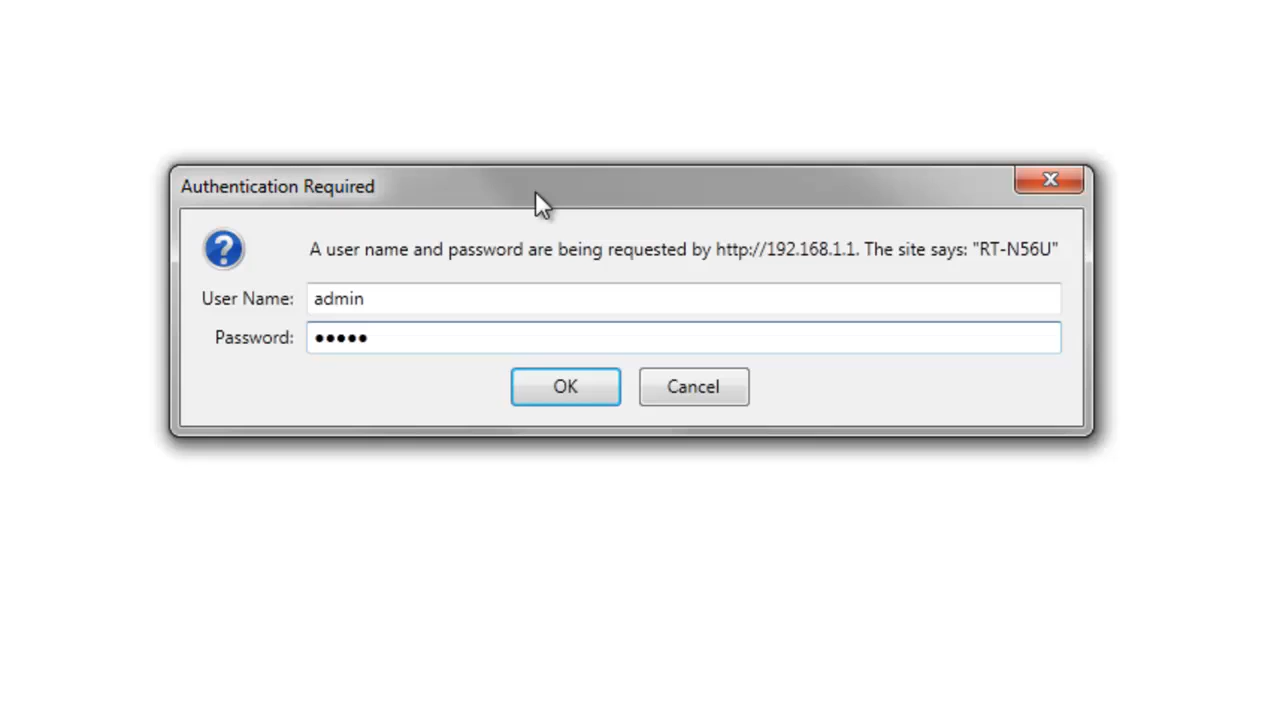 Authentication Required
A user name and password are being requested by http://192.168.1.1. The site says: "RT-N56U"
User Name: admin
Password: •••••
OK Cancel